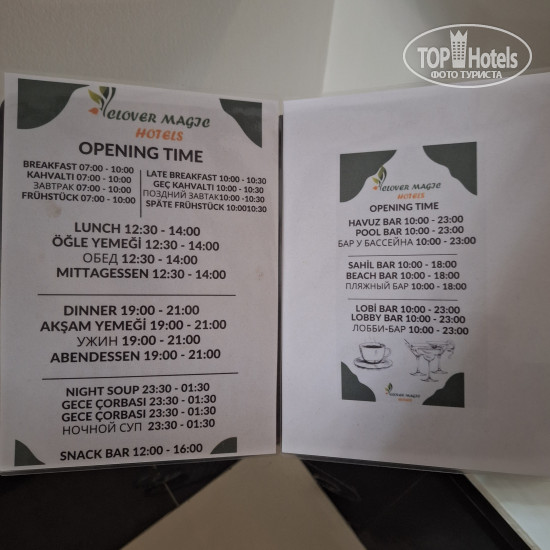 CLOVER MAGIC
HOTELS
OPENING TIME
BREAKFAST 07:00 - 10:00
KAHVALTI 07:00 - 10:00
ЗАВТРАК 07:00 - 10:00
FRÜHSTÜCK 07:00 - 10:00
LATE BREAKFAST 10:00 - 10:30
GEÇ KAHVALTI 10:00 - 10:30
ПОЗДНИЙ ЗАВТАК10:00 - 10:30
SPÄTE FRÜHSTÜCK 10:0010:30
LUNCH 12:30 - 14:00
ÖĞLE YEMEĞİ 12:30 - 14:00
ОБЕД 12:30 - 14:00
MITTAGESSEN 12:30 - 14:00
DINNER 19:00 - 21:00
AKŞAM YEMEĞİ 19:00 - 21:00
УЖИН 19:00 - 21:00
ABENDESSEN 19:00 - 21:00
NIGHT SOUP 23:30 - 01:30
GECE ÇORBASI 23:30 - 01:30
GECE ÇORBASI 23:30 - 01:30
НОЧНОЙ СУП 23:30 - 01:30
SNACK BAR 12:00 - 16:00
CLOVER MAGIC
HOTELS
OPENING TIME
HAVUZ BAR 10:00 - 23:00
POOL BAR 10:00 - 23:00
БАР У БАССЕЙНА 10:00 - 23:00
SAHİL BAR 10:00 - 18:00
BEACH BAR 10:00 - 18:00
ПЛЯЖНЫЙ БАР 10:00 - 18:00
LOBİ BAR 10:00 - 23:00
LOBBY BAR 10:00 - 23:00
ЛОББИ-БАР 10:00 - 23:00
CLOVER MAGIC
HOTELS
TOP Hotels
ФОТО ТУРИСТА